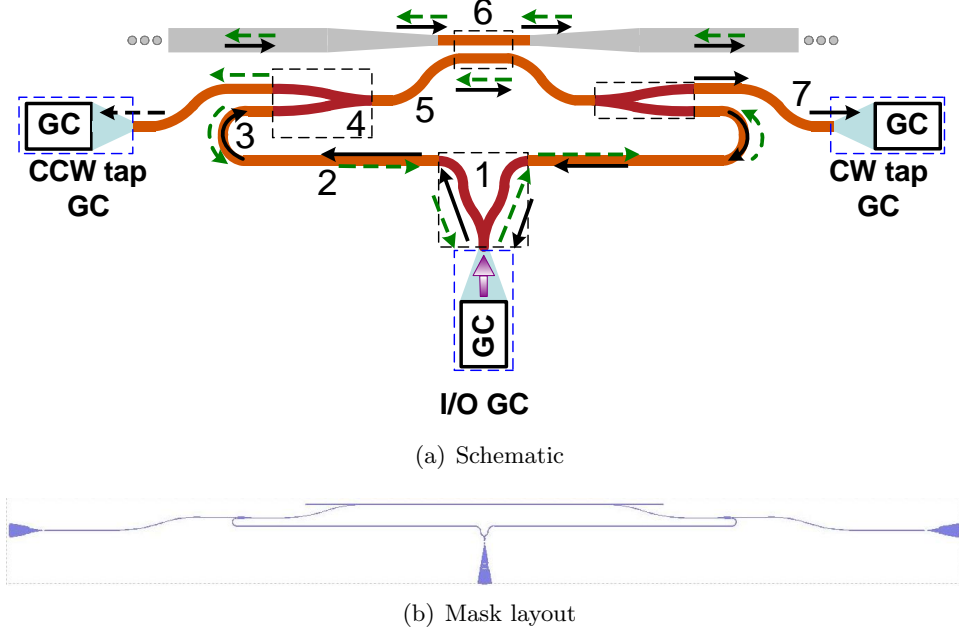 6
5
7
GC
3
4
GC
CCW tap
GC
2
1
CW tap
GC
GC
I/O GC
(a) Schematic
(b) Mask layout